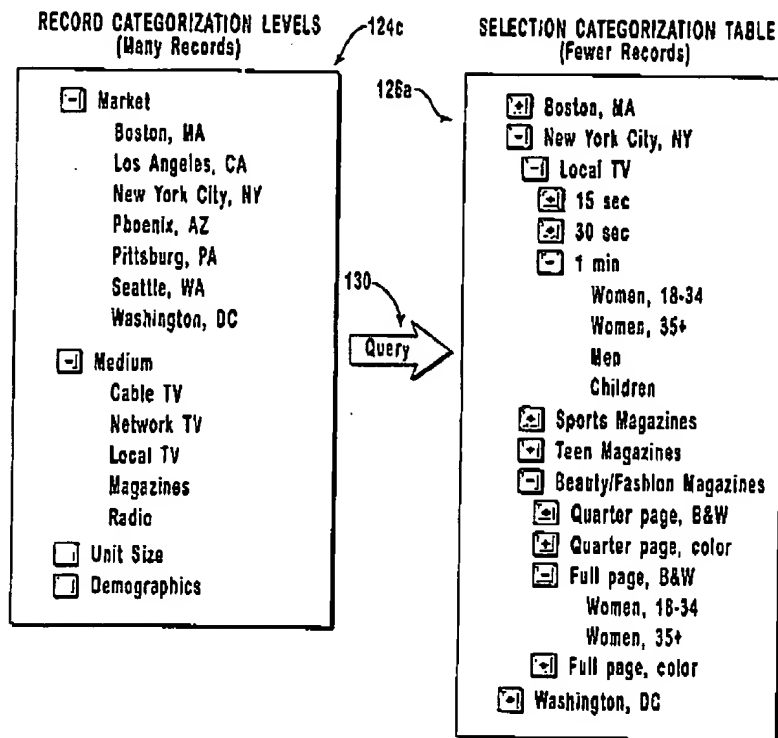 RECORD CATEGORIZATION LEVELS
(Many Records)
124c
Market
Boston, MA
Los Angeles, CA
New York City, NY
Phoenix, AZ
Pittsburg, PA
Seattle, WA
Washington, DC
Medium
Cable TV
Network TV
Local TV
Magazines
Radio
Unit Size
Demographics
130
Query
SELECTION CATEGORIZATION TABLE
(Fewer Records)
126a
Boston, MA
New York City, NY
Local TV
15 sec
30 sec
1 min
Women, 18-34
Women, 35+
Men
Children
Sports Magazines
Teen Magazines
Beauty/Fashion Magazines
Quarter page, B&W
Quarter page, color
Full page, B&W
Women, 18-34
Women, 35+
Full page, color
Washington, DC